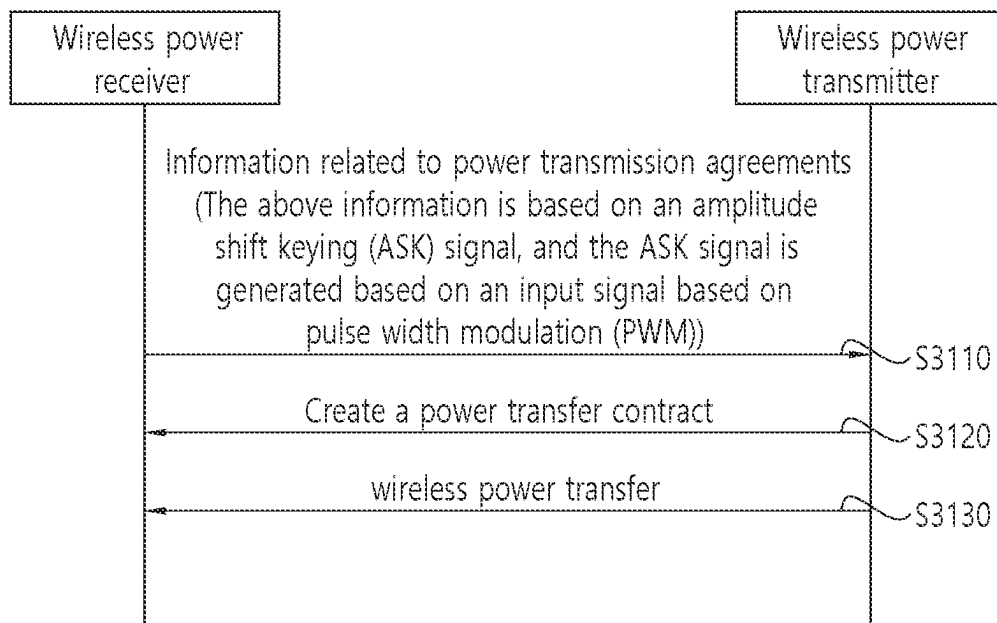 Wireless power
receiver
Wireless power
transmitter
Information related to power transmission agreements
(The above information is based on an amplitude
shift keying (ASK) signal, and the ASK signal is
generated based on an input signal based on
pulse width modulation (PWM))
S3110
Create a power transfer contract
S3120
wireless power transfer
S3130